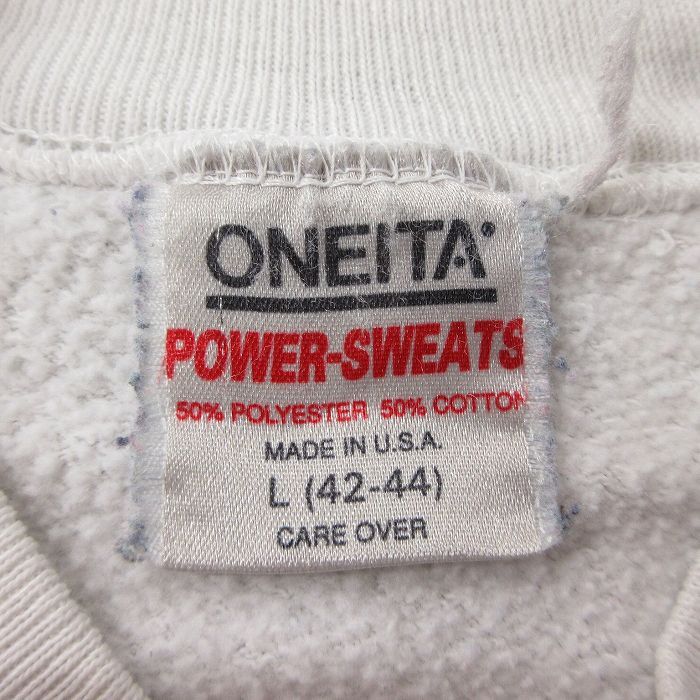 ONEITA
POWER-SWEATS
50% POLYESTER 50% COTTON
MADE IN U.S.A.
L (42-44)
CARE OVER